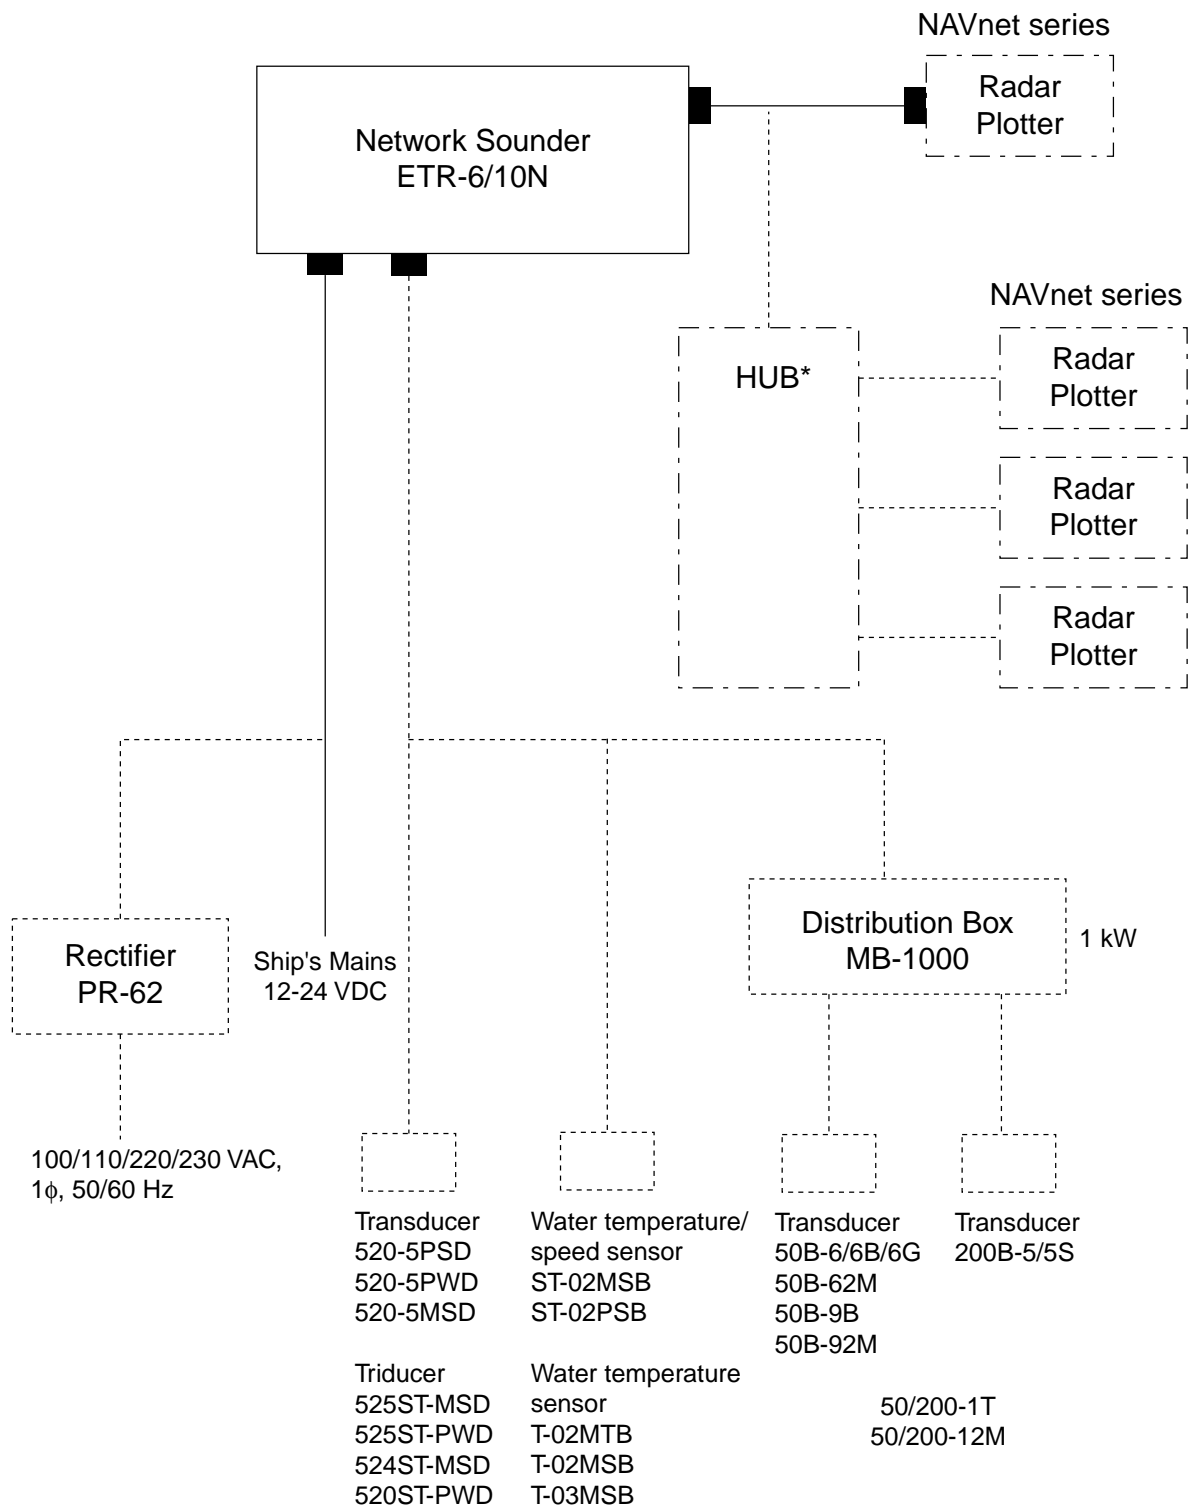 NAVnet series
Radar
Plotter
Network Sounder
ETR-6/10N
NAVnet series
HUB*
Radar
Plotter
Radar
Plotter
Radar
Plotter
Rectifier
PR-62
Ship's Mains
12-24 VDC
Distribution Box
MB-1000
1 kW
100/110/220/230 VAC,
1ϕ, 50/60 Hz
Transducer
520-5PSD
520-5PWD
520-5MSD
Triducer
525ST-MSD
525ST-PWD
524ST-MSD
520ST-PWD
Water temperature/
speed sensor
ST-02MSB
ST-02PSB
Water temperature
sensor
T-02MTB
T-02MSB
T-03MSB
Transducer
50B-6/6B/6G
50B-62M
50B-9B
50B-92M
Transducer
200B-5/5S
50/200-1T
50/200-12M